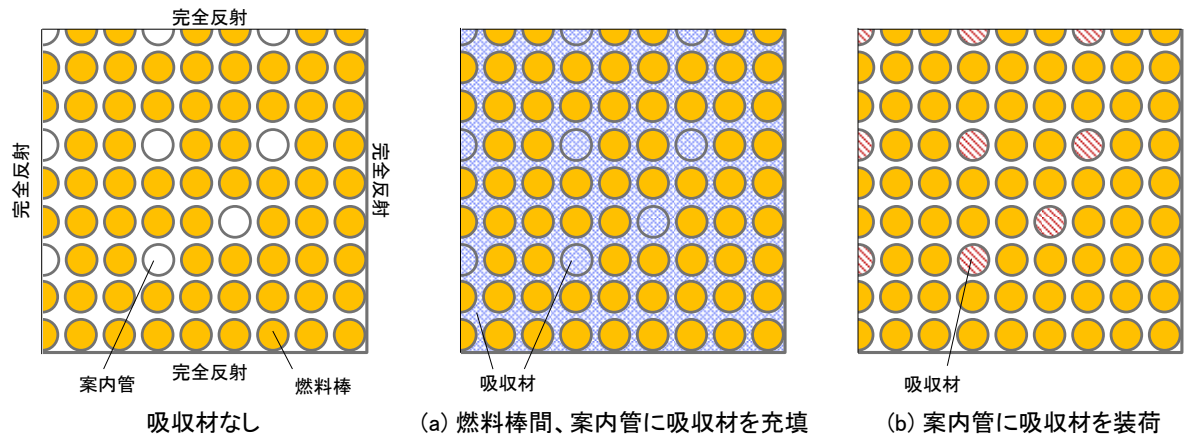 完全反射
完全反射
完全反射
完全反射
案内管
燃料棒
吸収材なし
吸収材
(a) 燃料棒間、案内管に吸収材を充填
吸収材
(b) 案内管に吸収材を装荷